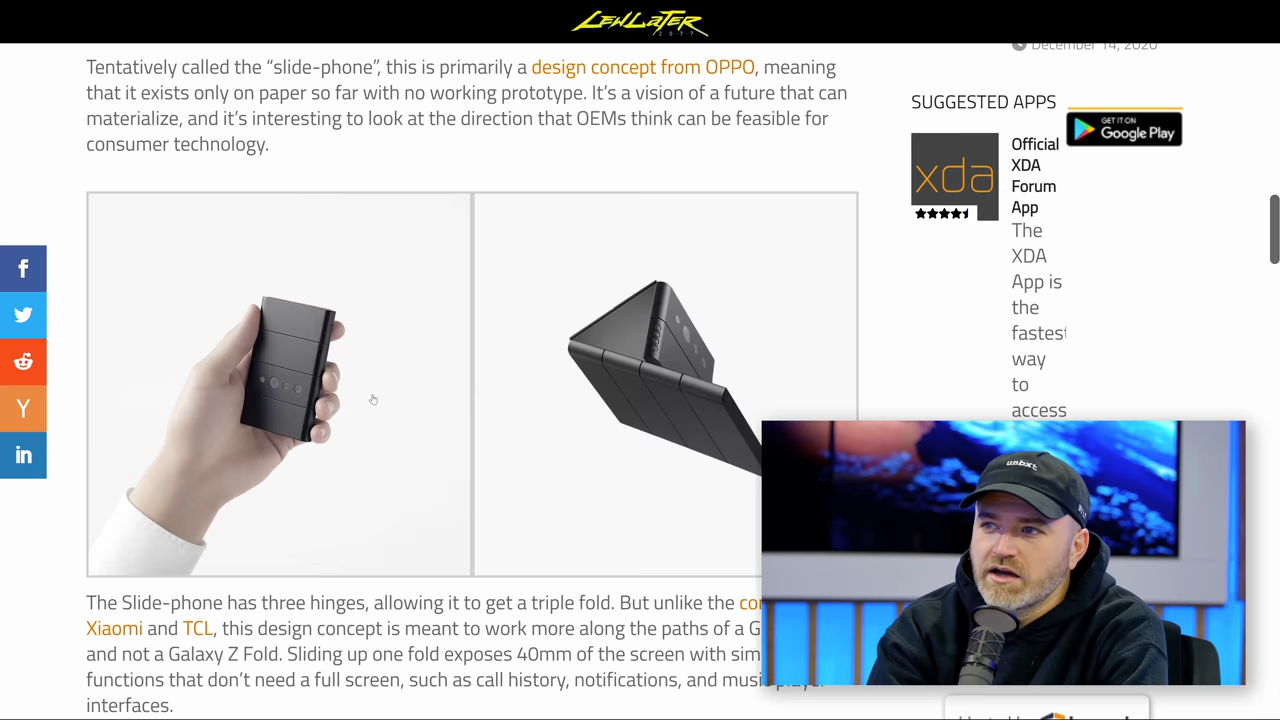 LEWLATER
2077
December 14, 2020
Tentatively called the “slide-phone”, this is primarily a design concept from OPPO, meaning
that it exists only on paper so far with no working prototype. It’s a vision of a future that can
materialize, and it’s interesting to look at the direction that OEMs think can be feasible for
consumer technology.
SUGGESTED APPS
xda
Official
XDA
Forum
App
GET IT ON
Google Play
The
XDA
App is
the
fastest
way
to
access
f
Y
in
The Slide-phone has three hinges, allowing it to get a triple fold. But unlike the
Xiaomi and TCL, this design concept is meant to work more along the paths of a G
and not a Galaxy Z Fold. Sliding up one fold exposes 40mm of the screen with sim
functions that don’t need a full screen, such as call history, notifications, and music player
interfaces.
unbxt